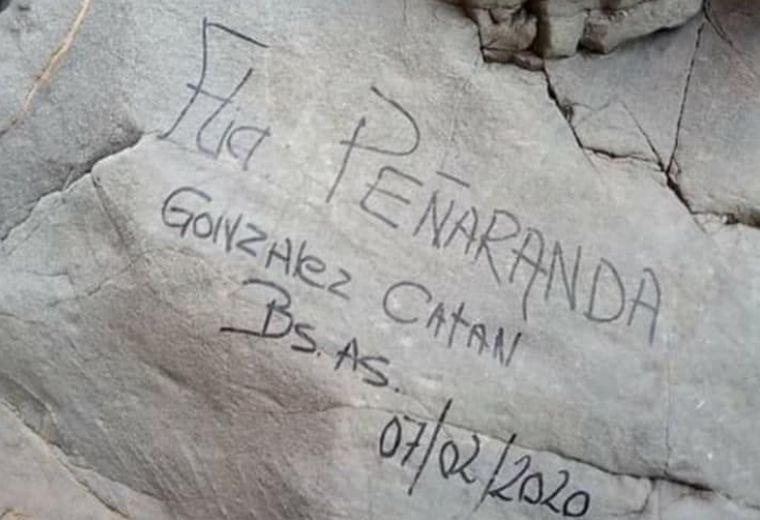 Flia. PEÑARANDA
GONZALEZ CATAN
Bs. As.
07/02/2020